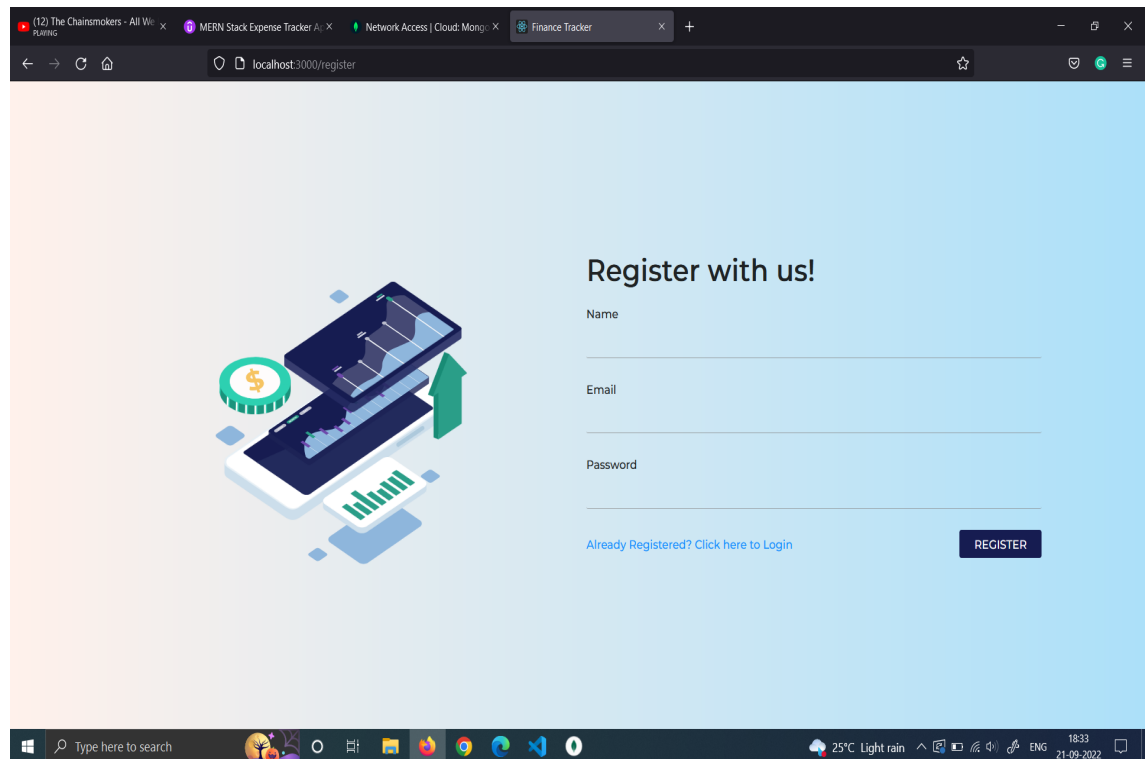 (12) The Chainsmokers - All We
PLAYING
MERN Stack Expense Tracker Ap
Network Access | Cloud: Mongo
Finance Tracker
localhost:3000/register
G
Register with us!
Name
Email
Password
Already Registered? Click here to Login
REGISTER
$
Type here to search
25°C Light rain
ENG
18:33
21-09-2022